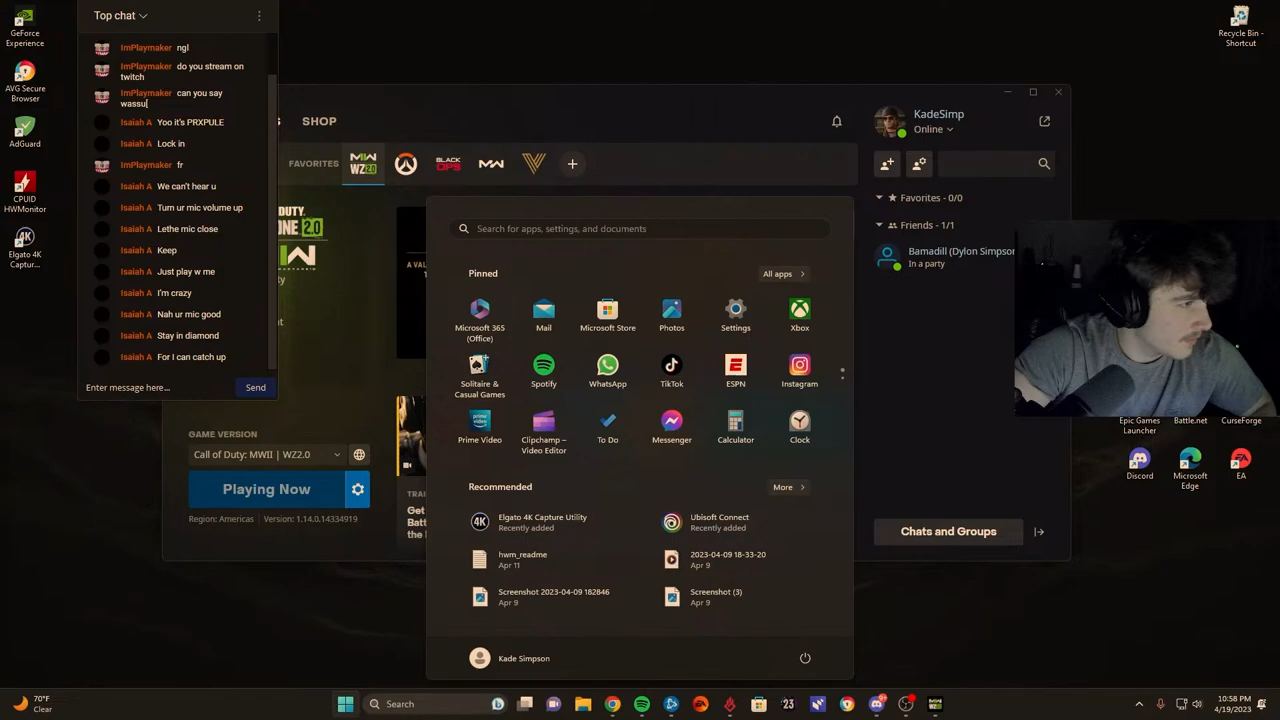 GeForce
Experience
AVG Secure
Browser
AdGuard
CPUID
HWMonitor
Elgato 4K
Captur...
Top chat
ImPlaymaker ngl
ImPlaymaker do you stream on
twitch
ImPlaymaker can you say
wassu[
Isaiah A Yoo it's PRXPULE
Isaiah A Lock in
ImPlaymaker fr
Isaiah A We can't hear u
Isaiah A Turn ur mic volume up
Isaiah A Lethe mic close
Isaiah A Keep
Isaiah A Just play w me
Isaiah A I'm crazy
Isaiah A Nah ur mic good
Isaiah A Stay in diamond
Isaiah A For I can catch up
Enter message here...
Send
SHOP
FAVORITES
MW
WZ2.0
BLACK
OPS
MW
GAME VERSION
Call of Duty: MWII | WZ2.0
Playing Now
Region: Americas
Version: 1.14.0.14334919
Search for apps, settings, and documents
Pinned
All apps
Microsoft 365
(Office)
Mail
Microsoft Store
Photos
Settings
Xbox
Solitaire &
Casual Games
Spotify
WhatsApp
TikTok
ESPN
Instagram
Prime Video
Clipchamp –
Video Editor
To Do
Messenger
Calculator
Clock
Recommended
More
Elgato 4K Capture Utility
Recently added
Ubisoft Connect
Recently added
hwm_readme
Apr 11
2023-04-09 18-33-20
Apr 9
Screenshot 2023-04-09 182846
Apr 9
Screenshot (3)
Apr 9
Kade Simpson
KadeSimp
Online
Favorites - 0/0
Friends - 1/1
Bamadill (Dylon Simpson
In a party
Chats and Groups
Recycle Bin -
Shortcut
Epic Games
Launcher
Battle.net
CurseForge
Discord
Microsoft
Edge
EA
70°F
Clear
Search
10:58 PM
4/19/2023